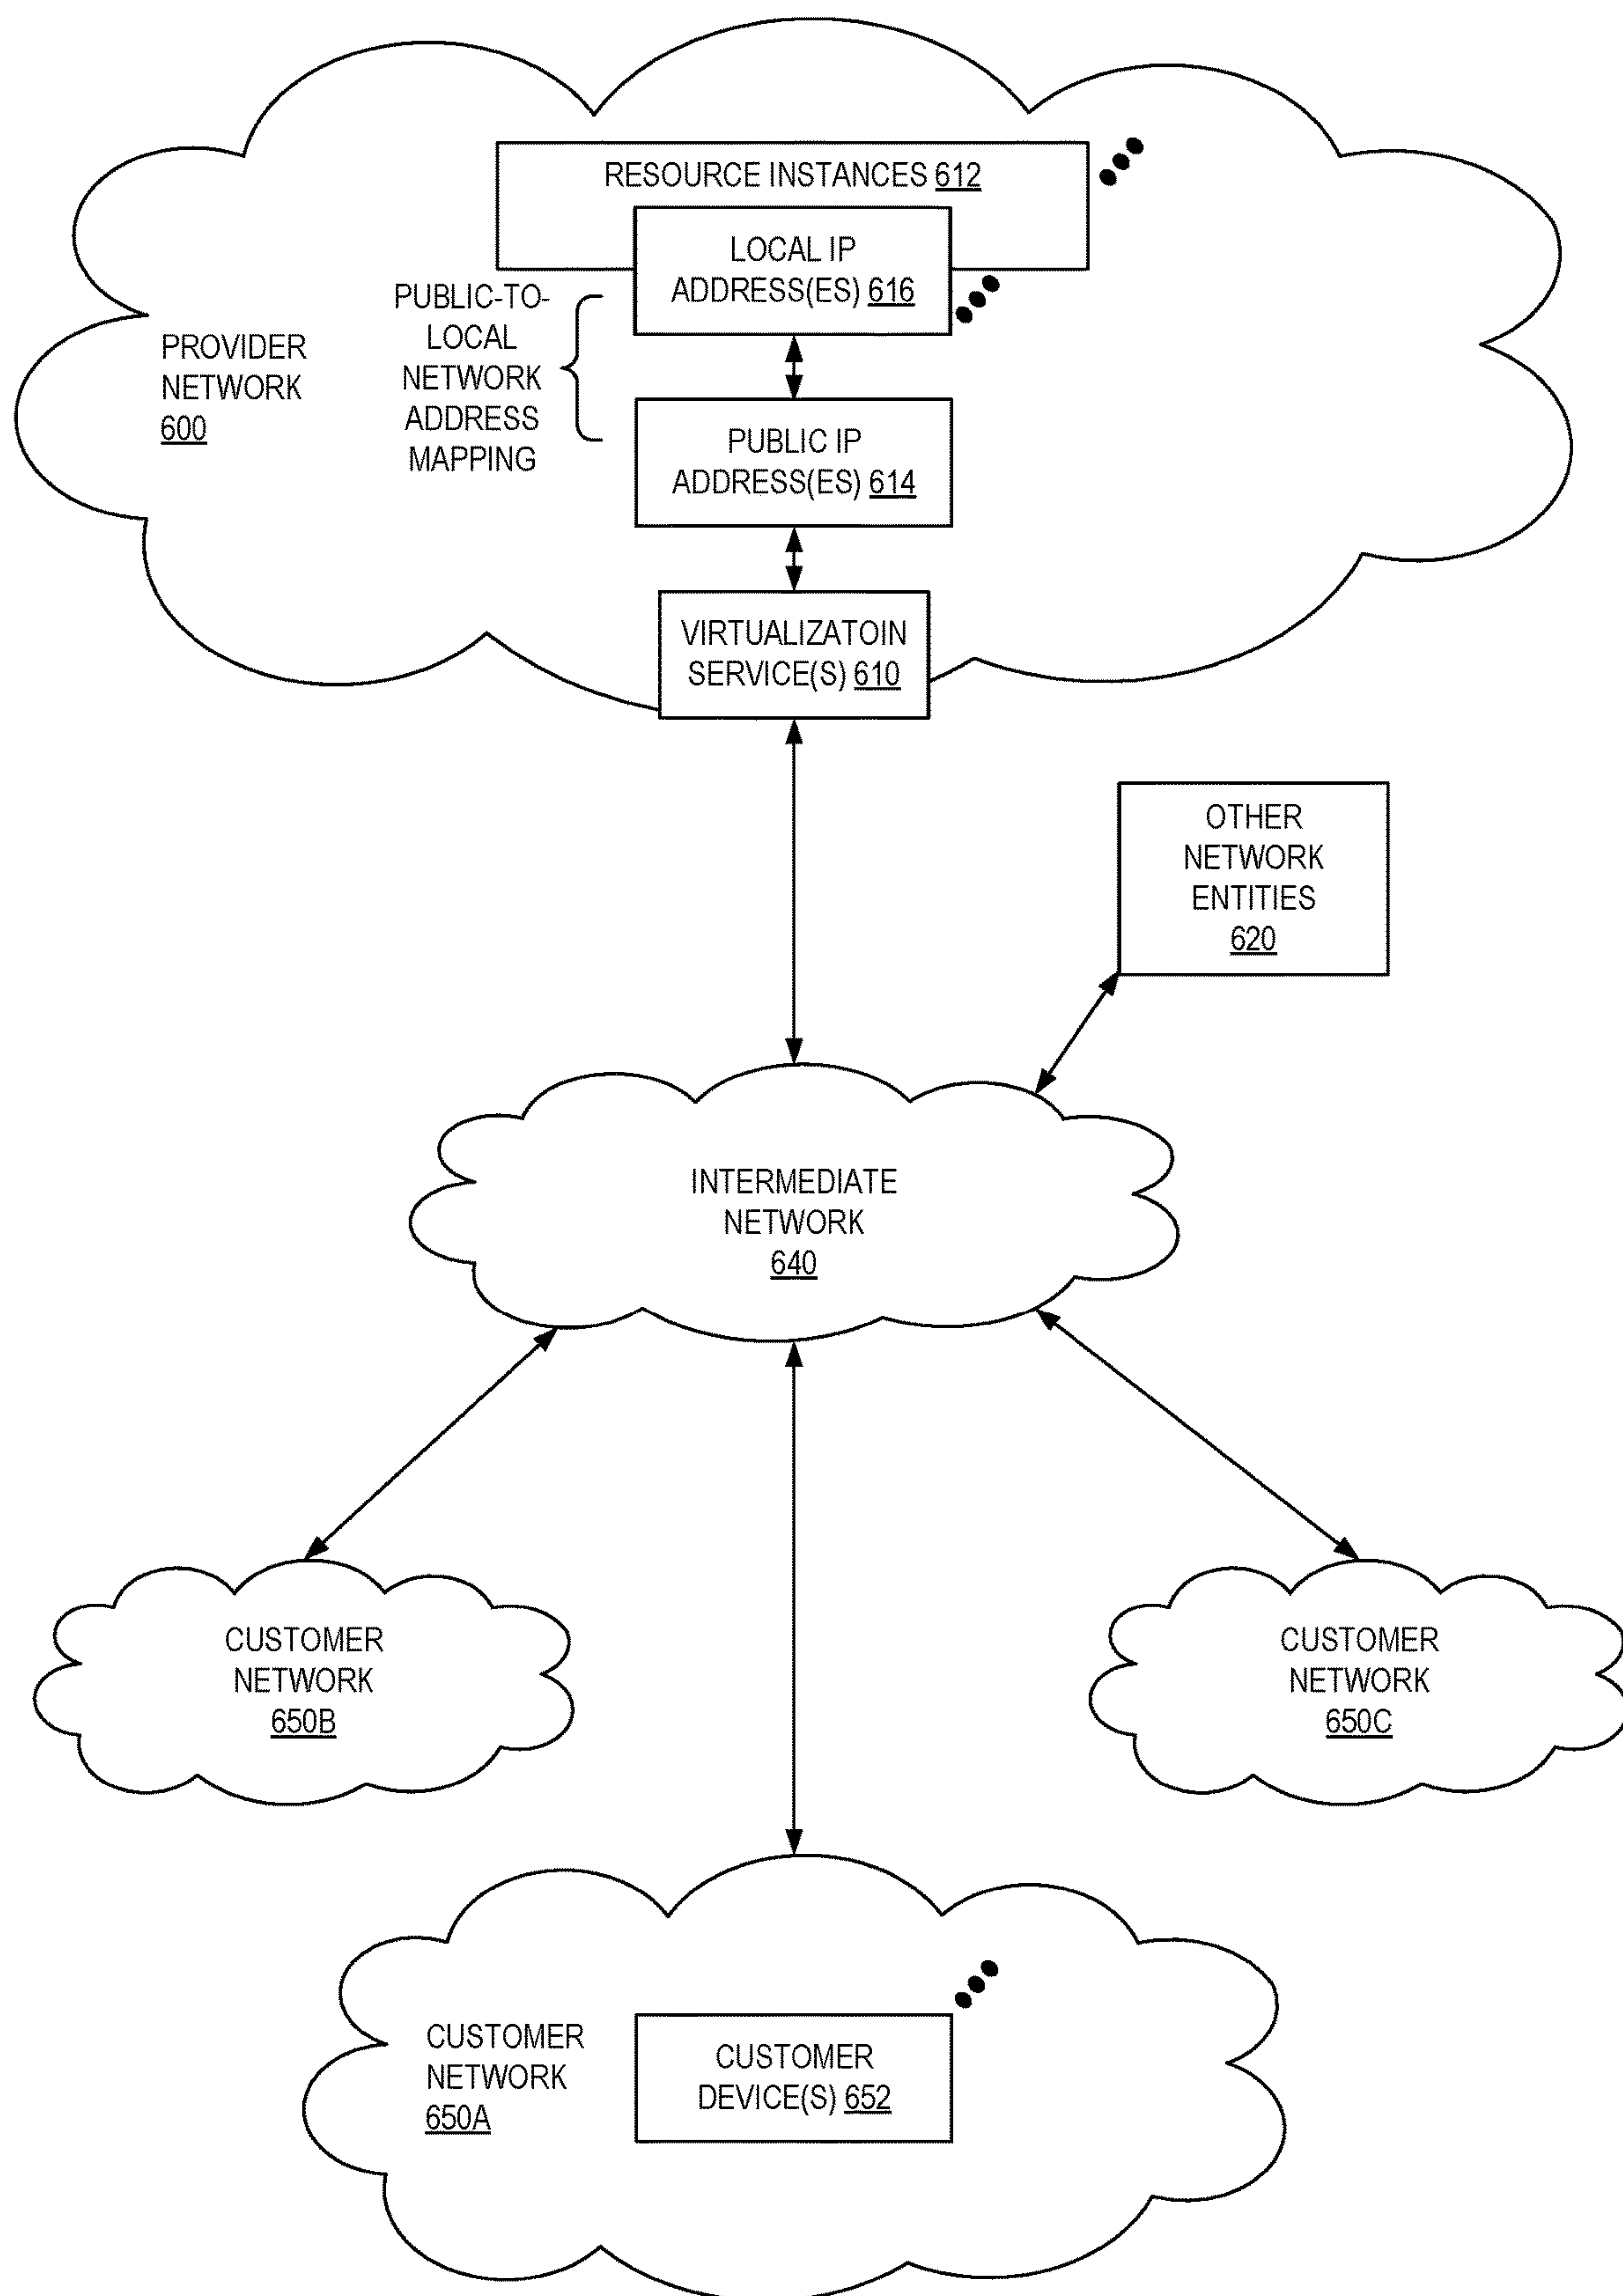 RESOURCE INSTANCES 612
LOCAL IP
ADDRESS(ES) 616
PUBLIC-TO-
LOCAL
NETWORK
ADDRESS
MAPPING
PROVIDER
NETWORK
600
PUBLIC IP
ADDRESS(ES) 614
VIRTUALIZATOIN
SERVICE(S) 610
OTHER
NETWORK
ENTITIES
620
INTERMEDIATE
NETWORK
640
CUSTOMER
NETWORK
650B
CUSTOMER
NETWORK
650C
CUSTOMER
NETWORK
650A
CUSTOMER
DEVICE(S) 652